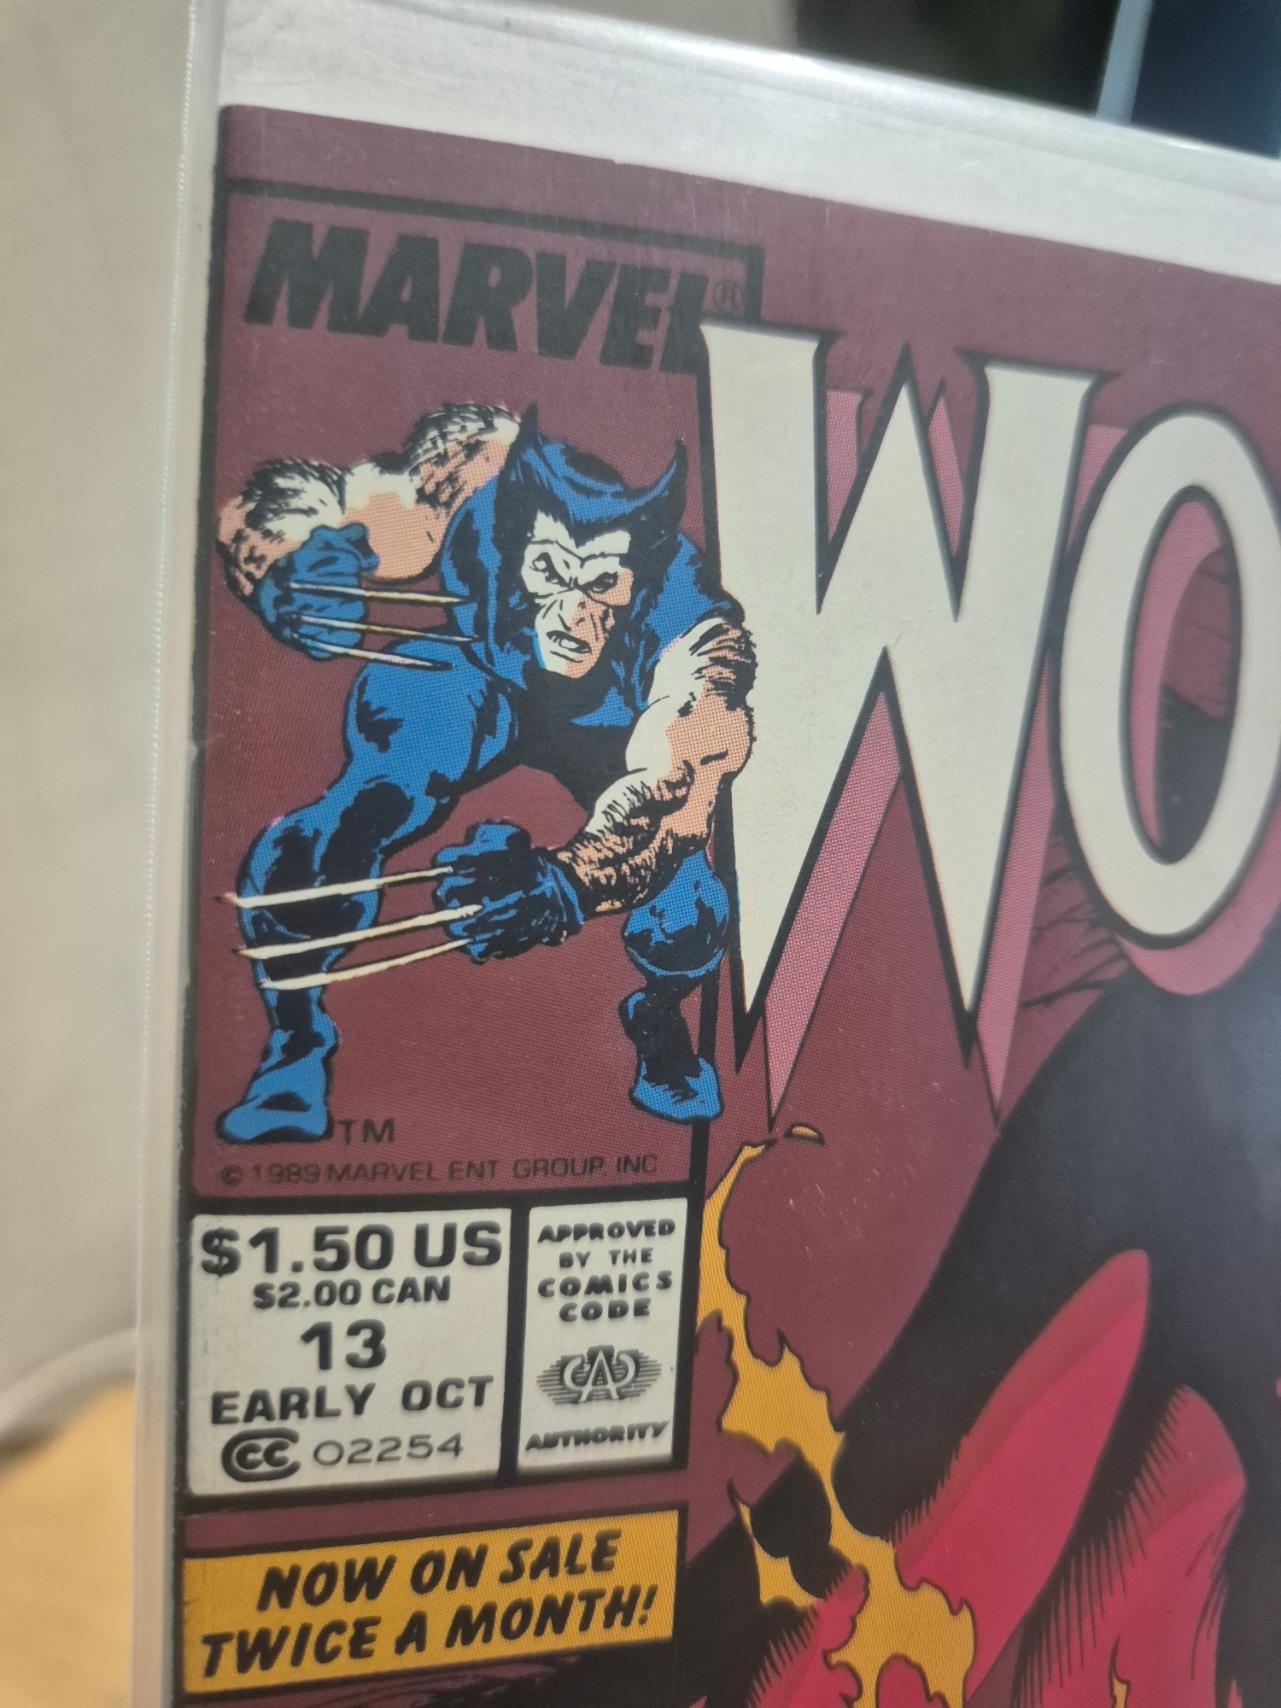 MARVEL®
WO
TM
© 1989 MARVEL ENT GROUP, INC
$1.50 US
$2.00 CAN
13
EARLY OCT
CC 02254
APPROVED
BY THE
COMICS
CODE
CA
AUTHORITY
NOW ON SALE
TWICE A MONTH!